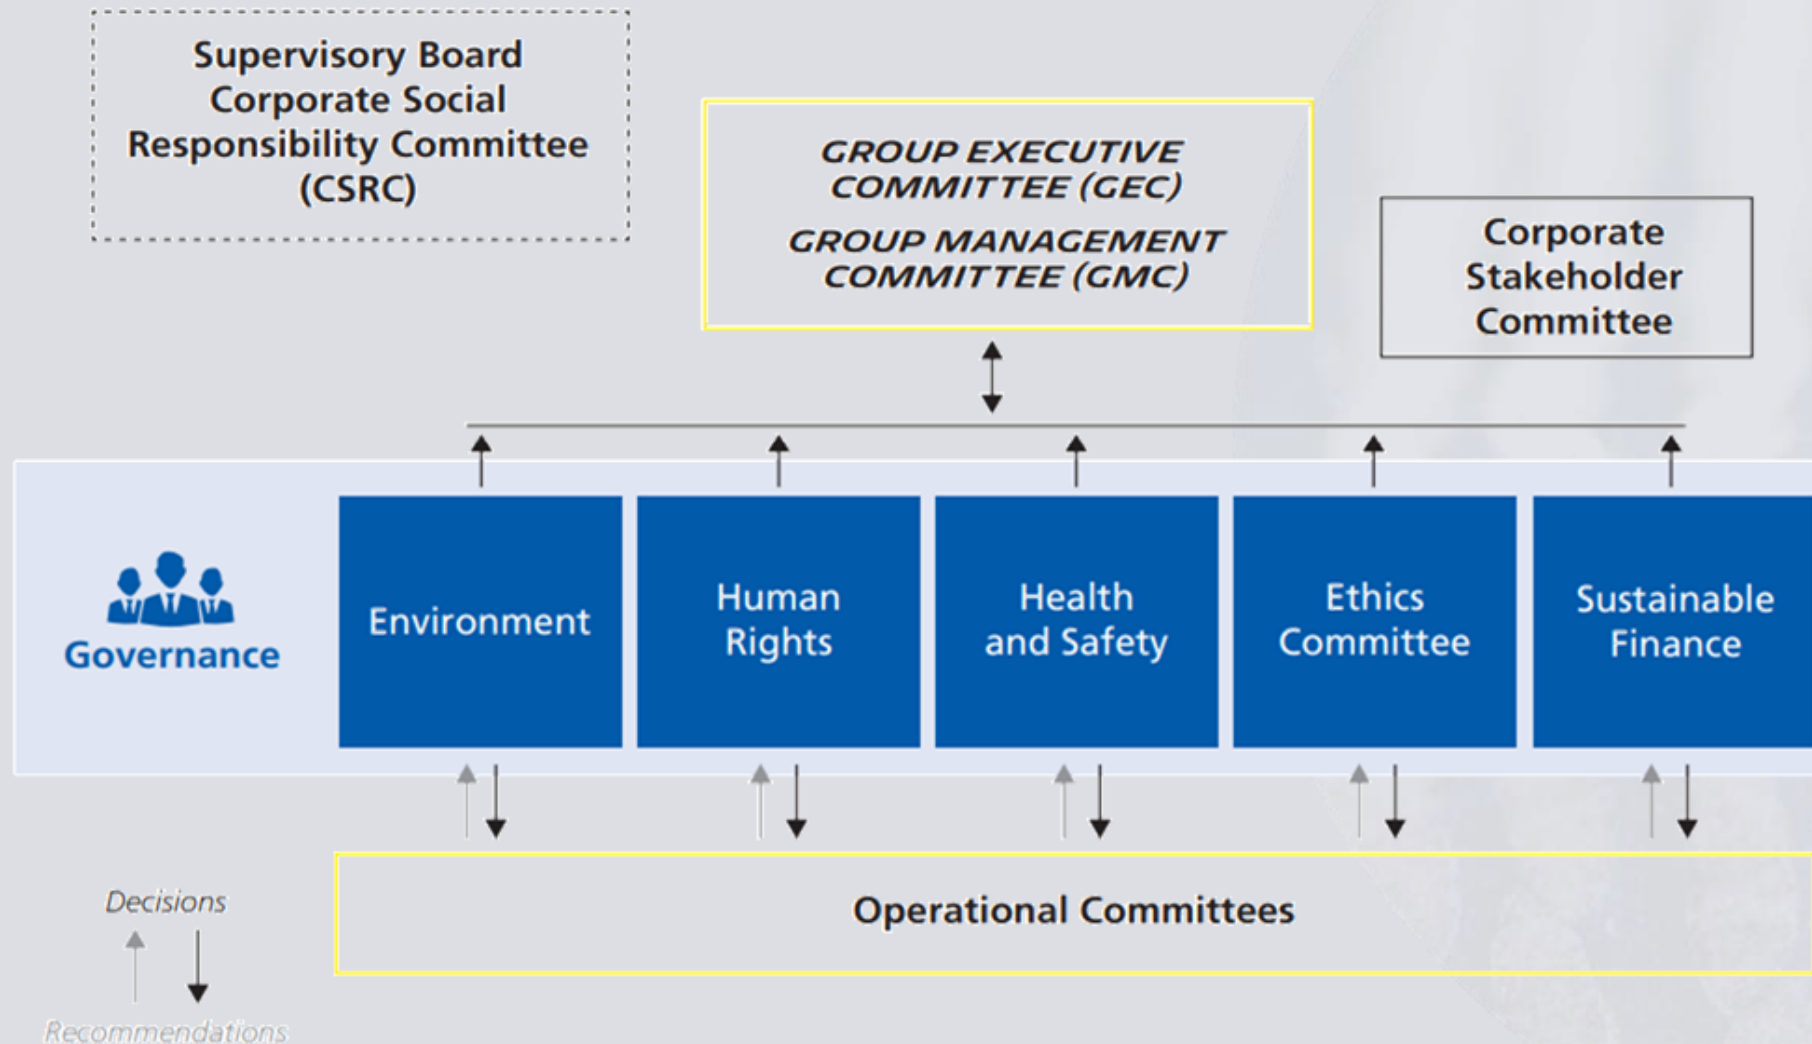 Supervisory Board
Corporate Social
Responsibility Committee
(CSRC)
GROUP EXECUTIVE
COMMITTEE (GEC)
GROUP MANAGEMENT
COMMITTEE (GMC)
Corporate
Stakeholder
Committee
Governance
Environment
Human
Rights
Health
and Safety
Ethics
Committee
Sustainable
Finance
Operational Committees
Decisions
Recommendations